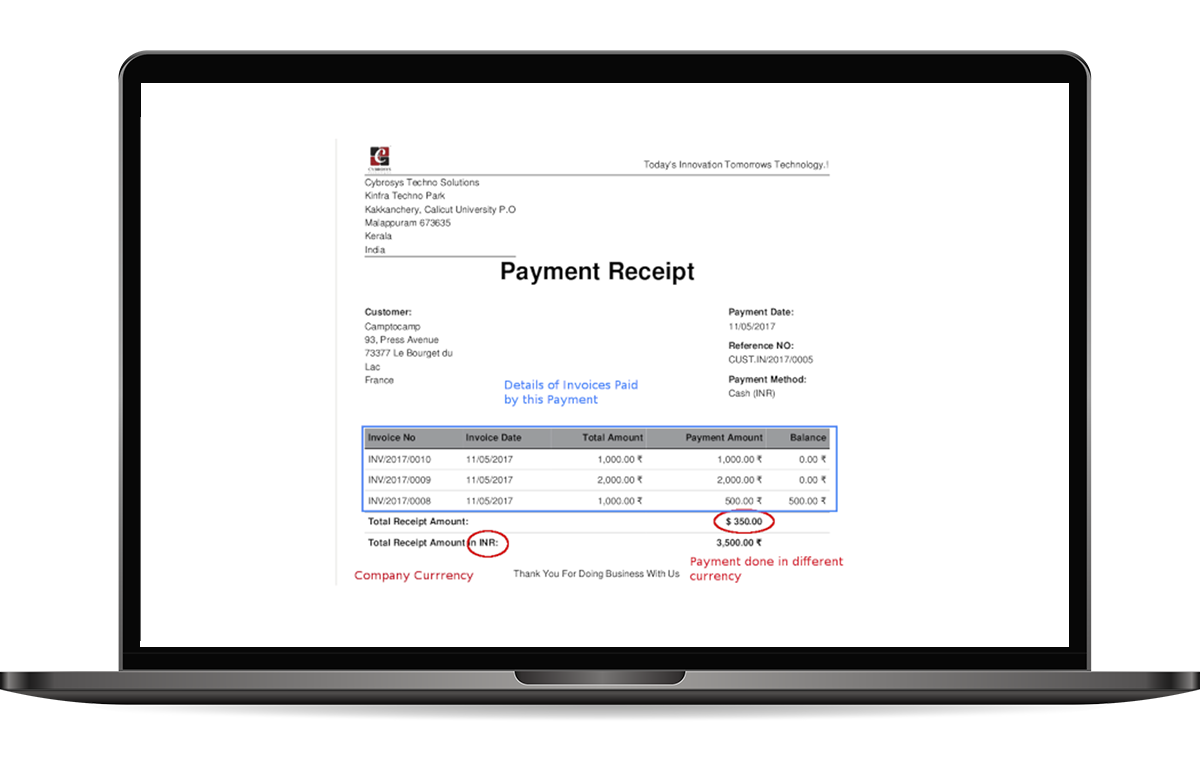 CYBROSYS
Today's Innovation Tomorrows Technology.!
Cybrosys Techno Solutions
Kinfra Techno Park
Kakkanchery, Calicut University P.O
Malappuram 673635
Kerala
India
Payment Receipt
Customer:
Camptocamp
93, Press Avenue
73377 Le Bourget du
Lac
France
Payment Date:
11/05/2017
Reference NO:
CUST.IN/2017/0005
Payment Method:
Cash (INR)
Details of Invoices Paid
by this Payment
Invoice No Invoice Date Total Amount Payment Amount Balance
INV/2017/0010 11/05/2017 1,000.00 ₹ 1,000.00 ₹ 0.00 ₹
INV/2017/0009 11/05/2017 2,000.00 ₹ 2,000.00 ₹ 0.00 ₹
INV/2017/0008 11/05/2017 1,000.00 ₹ 500.00 ₹ 500.00 ₹
Total Receipt Amount: $ 350.00
Total Receipt Amount in INR: 3,500.00 ₹
Company Currrency
Thank You For Doing Business With Us
Payment done in different
currency